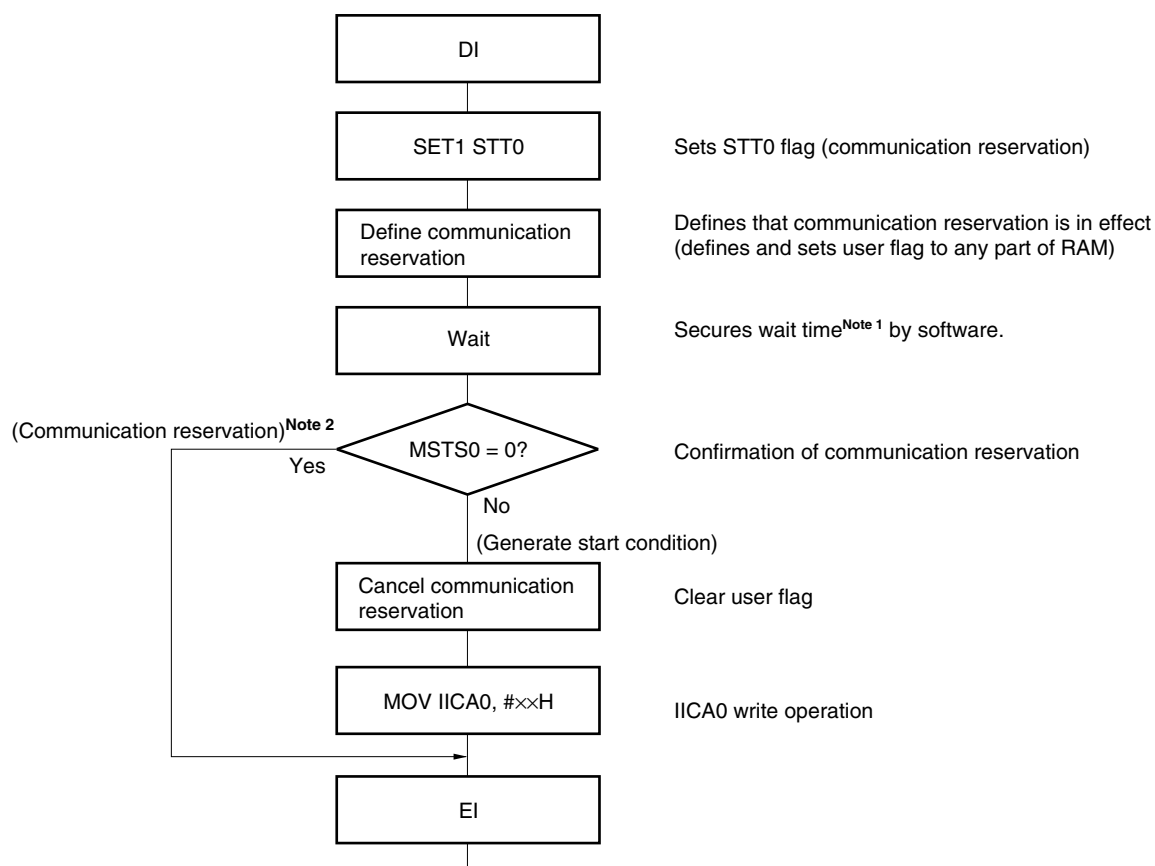 DI
SET1 STT0
Sets STT0 flag (communication reservation)
Define communication
reservation
Defines that communication reservation is in effect
(defines and sets user flag to any part of RAM)
Wait
Secures wait timeNote 1 by software.
(Communication reservation)Note 2
MSTS0 = 0?
Confirmation of communication reservation
Yes
No
(Generate start condition)
Cancel communication
reservation
Clear user flag
MOV IICA0, #××H
IICA0 write operation
EI